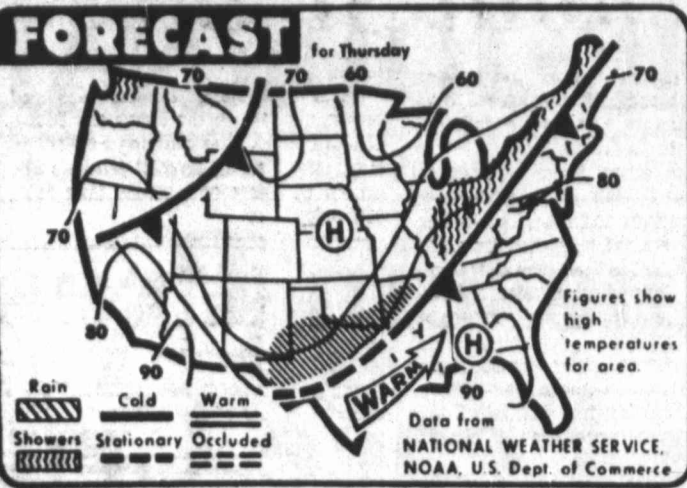 FORECAST for Thursday
70 70 60 60 70
80
70
H
80
90
H
90
WARM
Figures show
high
temperatures
for area.
Rain Cold Warm
Showers Stationary Occluded
Data from
NATIONAL WEATHER SERVICE,
NOAA, U.S. Dept. of Commerce